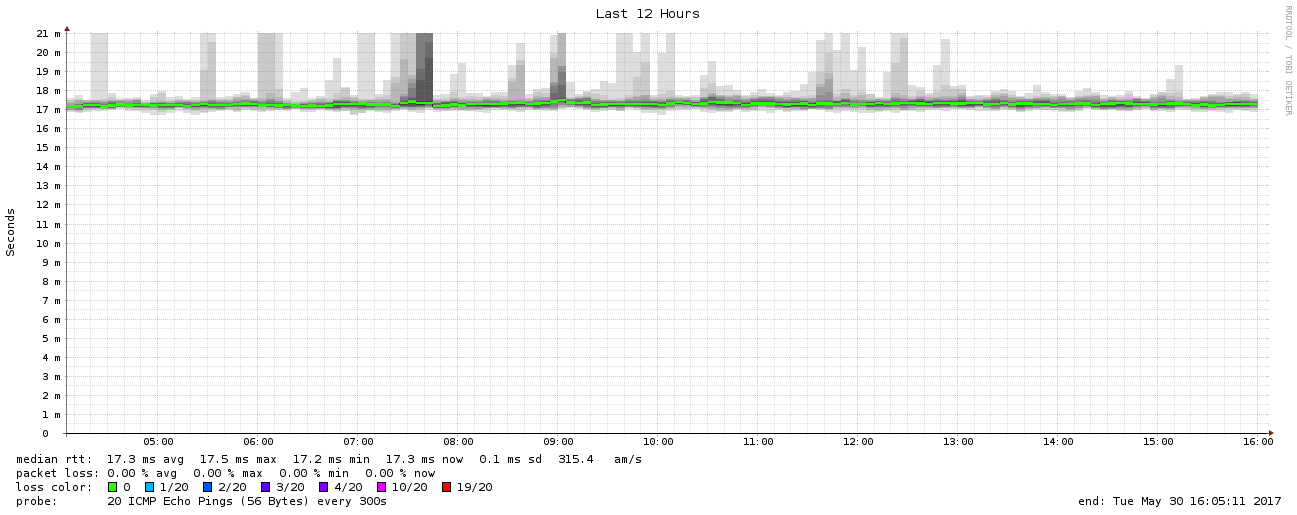 Last 12 Hours
RRDTOOL / TOBI OETIKER
21 m
20 m
19 m
18 m
17 m
16 m
15 m
14 m
13 m
12 m
11 m
10 m
9 m
8 m
7 m
6 m
5 m
4 m
3 m
2 m
1 m
0
Seconds
05:00 06:00 07:00 08:00 09:00 10:00 11:00 12:00 13:00 14:00 15:00 16:00
median rtt: 17.3 ms avg 17.5 ms max 17.2 ms min 17.3 ms now 0.1 ms sd 315.4 am/s
packet loss: 0.00 % avg 0.00 % max 0.00 % min 0.00 % now
loss color: 0 1/20 2/20 3/20 4/20 10/20 19/20
probe: 20 ICMP Echo Pings (56 Bytes) every 300s end: Tue May 30 16:05:11 2017